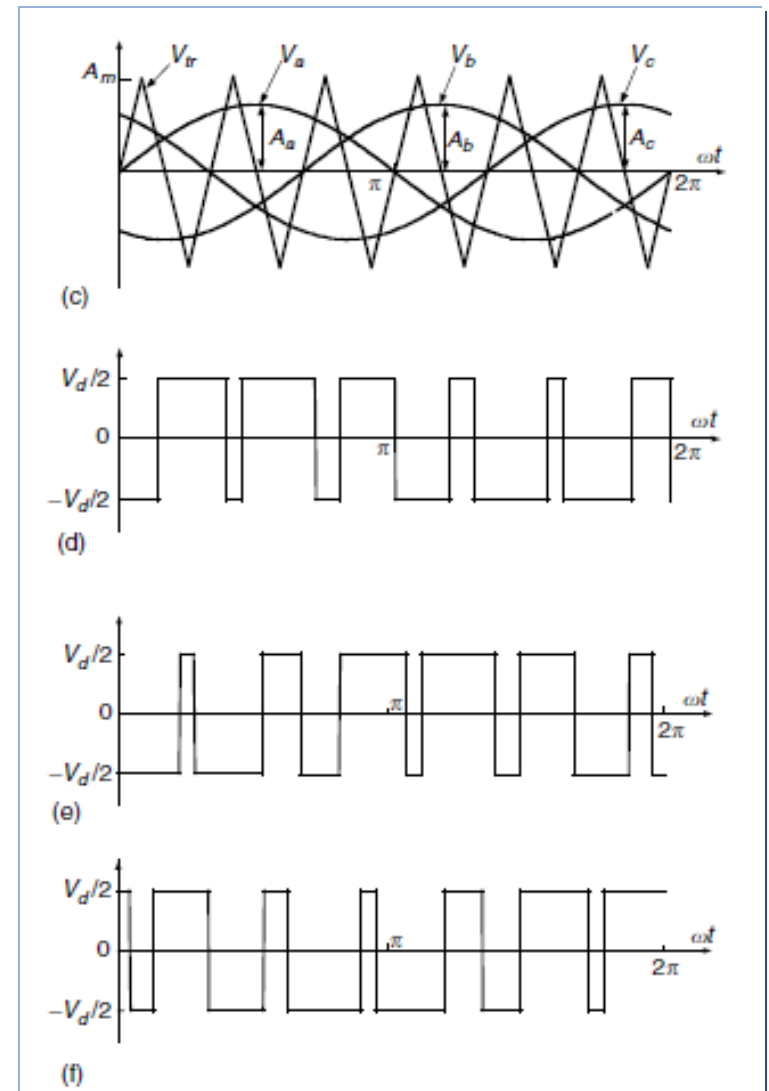 V_tr V_a V_b V_c
A_m
A_a A_b A_c
ωt
π 2π
(c)
V_d/2
ωt
0
π 2π
−V_d/2
(d)
V_d/2
ωt
0 π
2π
−V_d/2
(e)
V_d/2
ωt
0 π
2π
−V_d/2
(f)